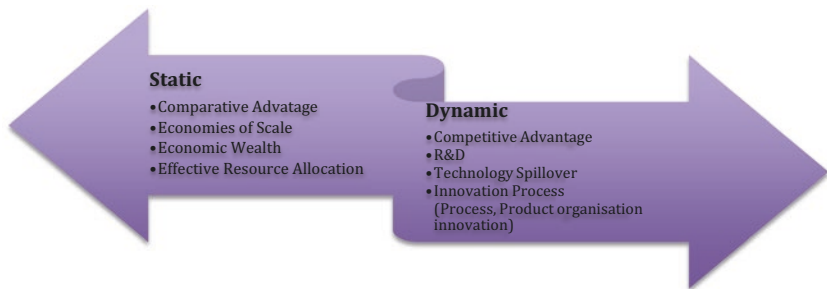 Static
•Comparative Advatage
•Economies of Scale
•Economic Wealth
•Effective Resource Allocation
Dynamic
•Competitive Advantage
•R&D
•Technology Spillover
•Innovation Process
(Process, Product organisation
innovation)